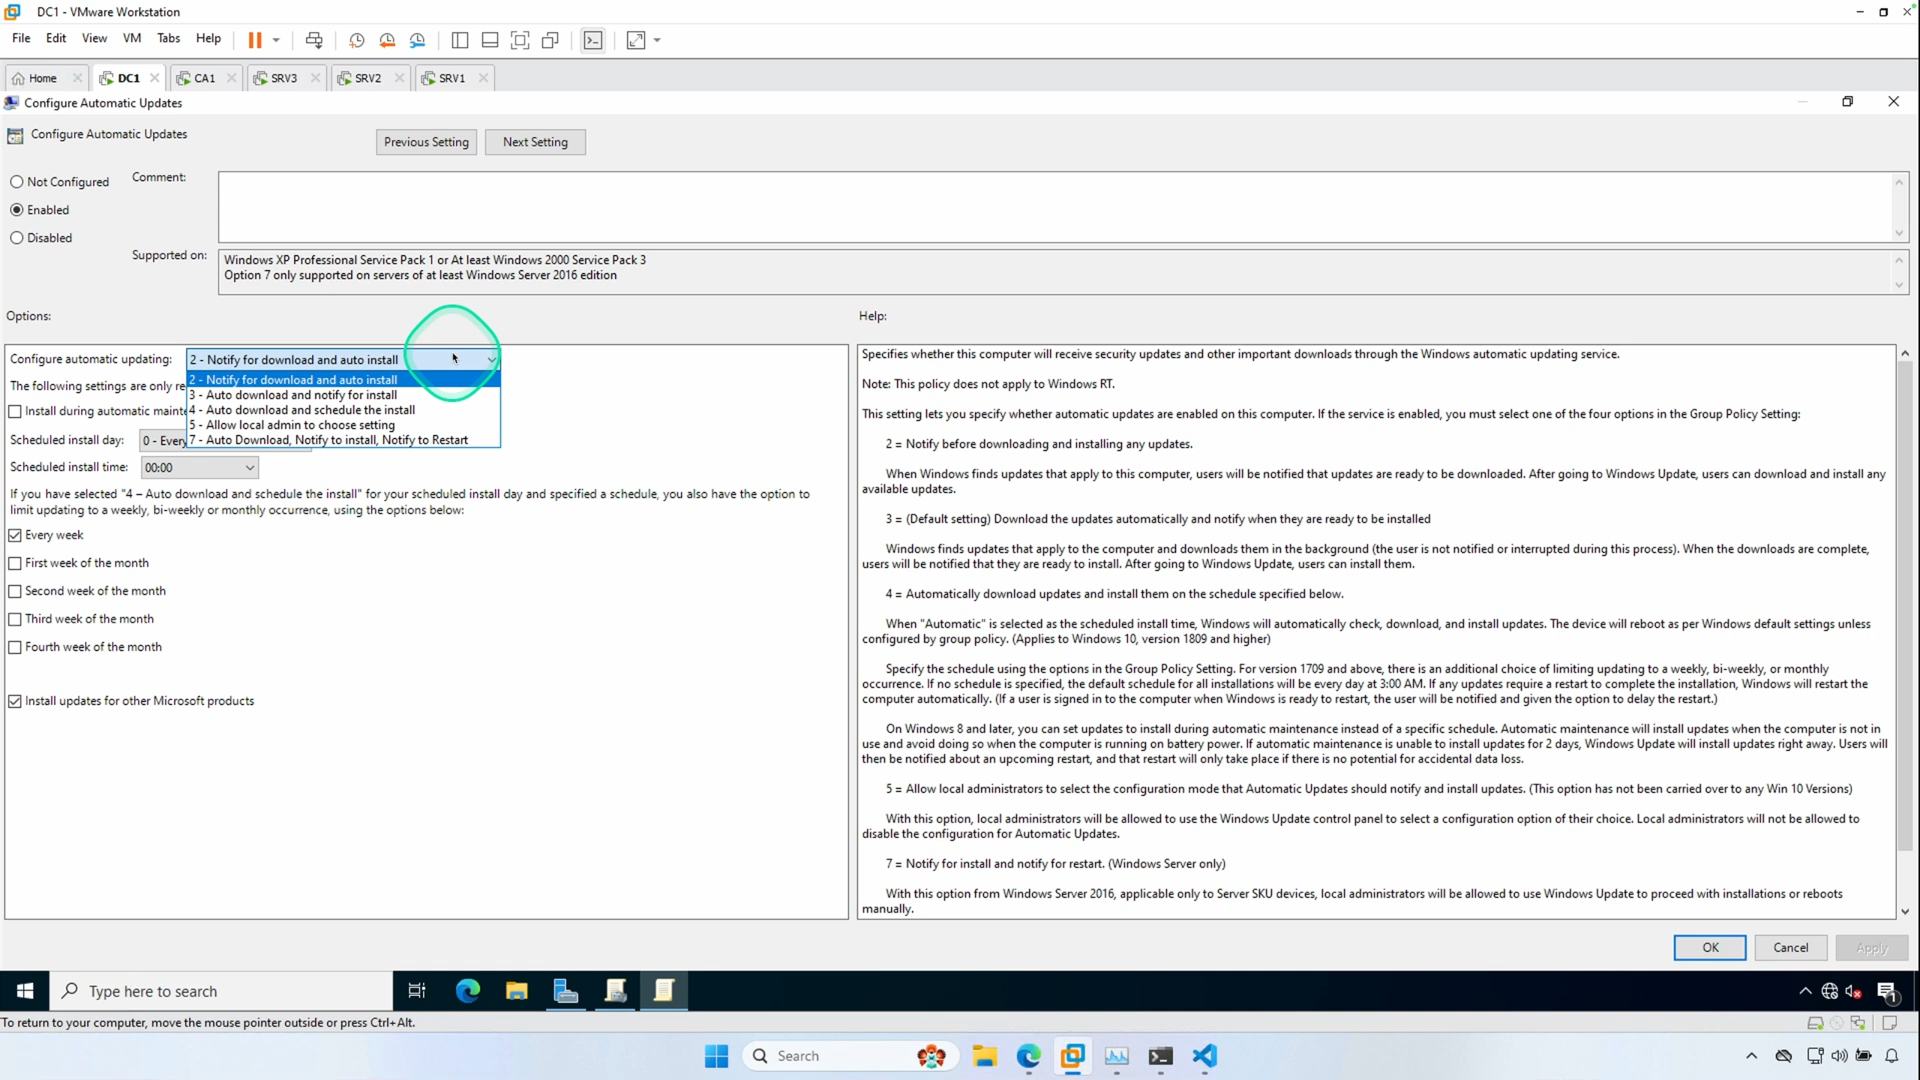 DC1 - VMware Workstation
File Edit View VM Tabs Help
Home DC1 CA1 SRV3 SRV2 SRV1
Configure Automatic Updates
Configure Automatic Updates
Previous Setting Next Setting
Not Configured
Enabled
Disabled
Comment:
Supported on:
Windows XP Professional Service Pack 1 or At least Windows 2000 Service Pack 3
Option 7 only supported on servers of at least Windows Server 2016 edition
Options:
Help:
Configure automatic updating: 2 - Notify for download and auto install
2 - Notify for download and auto install
The following settings are only re
3 - Auto download and notify for install
Install during automatic mainte
4 - Auto download and schedule the install
5 - Allow local admin to choose setting
Scheduled install day: 0 - Every
7 - Auto Download, Notify to install, Notify to Restart
Scheduled install time: 00:00
If you have selected "4 – Auto download and schedule the install" for your scheduled install day and specified a schedule, you also have the option to
limit updating to a weekly, bi-weekly or monthly occurrence, using the options below:
Every week
First week of the month
Second week of the month
Third week of the month
Fourth week of the month
Install updates for other Microsoft products
Specifies whether this computer will receive security updates and other important downloads through the Windows automatic updating service.
Note: This policy does not apply to Windows RT.
This setting lets you specify whether automatic updates are enabled on this computer. If the service is enabled, you must select one of the four options in the Group Policy Setting:
2 = Notify before downloading and installing any updates.
When Windows finds updates that apply to this computer, users will be notified that updates are ready to be downloaded. After going to Windows Update, users can download and install any
available updates.
3 = (Default setting) Download the updates automatically and notify when they are ready to be installed
Windows finds updates that apply to the computer and downloads them in the background (the user is not notified or interrupted during this process). When the downloads are complete,
users will be notified that they are ready to install. After going to Windows Update, users can install them.
4 = Automatically download updates and install them on the schedule specified below.
When "Automatic" is selected as the scheduled install time, Windows will automatically check, download, and install updates. The device will reboot as per Windows default settings unless
configured by group policy. (Applies to Windows 10, version 1809 and higher)
Specify the schedule using the options in the Group Policy Setting. For version 1709 and above, there is an additional choice of limiting updating to a weekly, bi-weekly, or monthly
occurrence. If no schedule is specified, the default schedule for all installations will be every day at 3:00 AM. If any updates require a restart to complete the installation, Windows will restart the
computer automatically. (If a user is signed in to the computer when Windows is ready to restart, the user will be notified and given the option to delay the restart.)
On Windows 8 and later, you can set updates to install during automatic maintenance instead of a specific schedule. Automatic maintenance will install updates when the computer is not in
use and avoid doing so when the computer is running on battery power. If automatic maintenance is unable to install updates for 2 days, Windows Update will install updates right away. Users will
then be notified about an upcoming restart, and that restart will only take place if there is no potential for accidental data loss.
5 = Allow local administrators to select the configuration mode that Automatic Updates should notify and install updates. (This option has not been carried over to any Win 10 Versions)
With this option, local administrators will be allowed to use the Windows Update control panel to select a configuration option of their choice. Local administrators will not be allowed to
disable the configuration for Automatic Updates.
7 = Notify for install and notify for restart. (Windows Server only)
With this option from Windows Server 2016, applicable only to Server SKU devices, local administrators will be allowed to use Windows Update to proceed with installations or reboots
manually.
OK Cancel Apply
Type here to search
1
To return to your computer, move the mouse pointer outside or press Ctrl+Alt.
Search